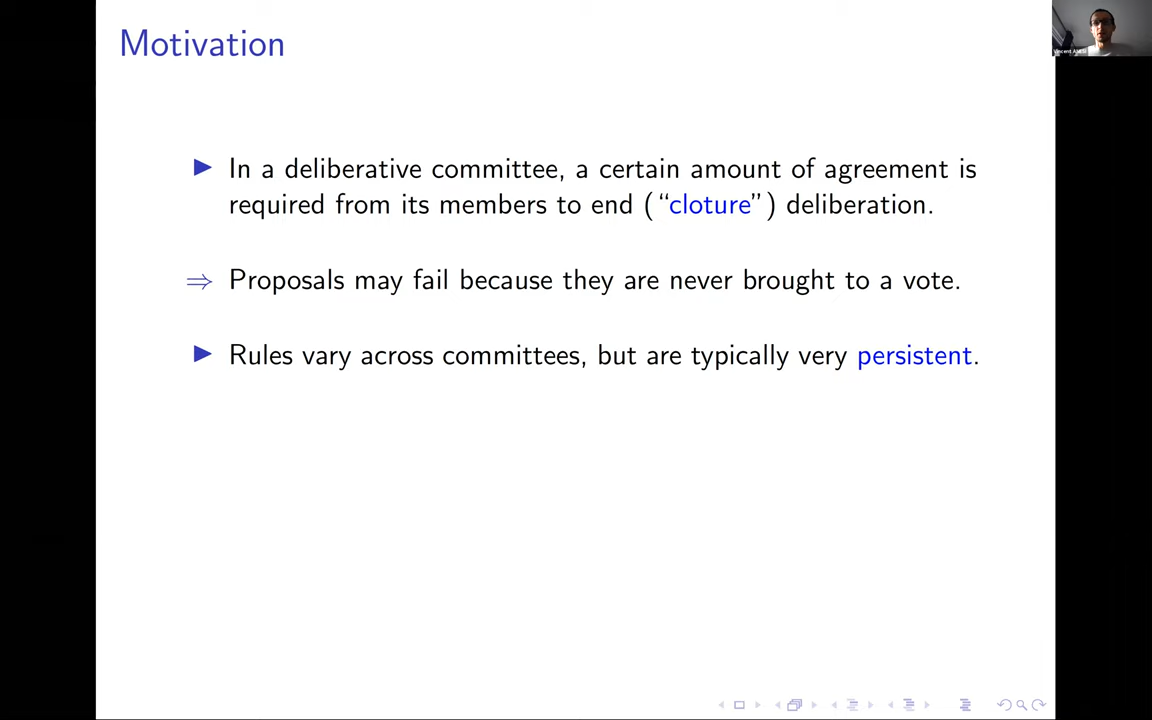 Motivation
▶ In a deliberative committee, a certain amount of agreement is
required from its members to end (“cloture”) deliberation.
⇒ Proposals may fail because they are never brought to a vote.
▶ Rules vary across committees, but are typically very persistent.
Vincent